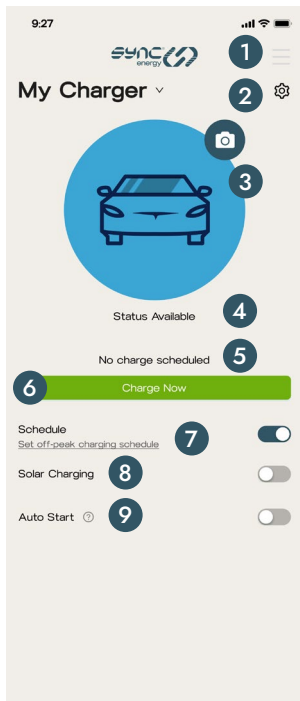 9:27
SYNC
energy
1
My Charger
2
3
Status Available
4
No charge scheduled
5
6
Charge Now
Schedule
Set off-peak charging schedule
7
Solar Charging
8
Auto Start ?
9